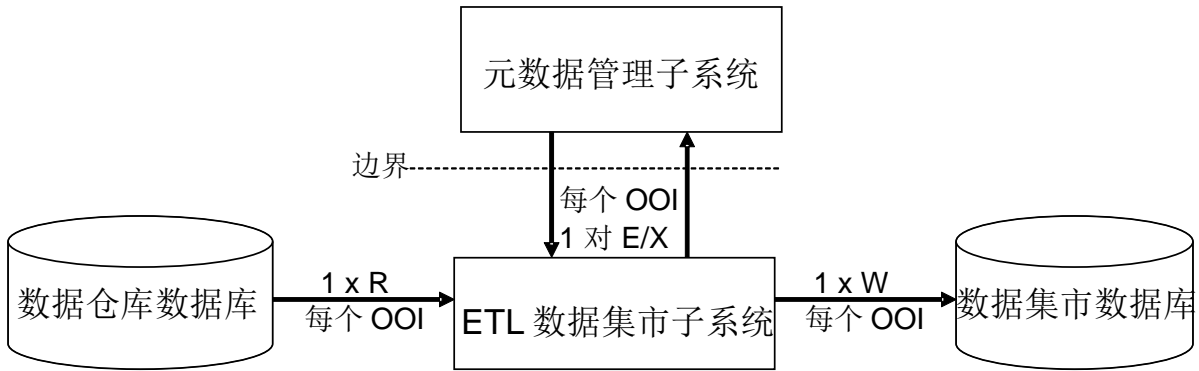 元数据管理子系统
边界
每个 OOI
1 对 E/X
数据仓库数据库
1 x R
每个 OOI
ETL 数据集市子系统
1 x W
每个 OOI
数据集市数据库